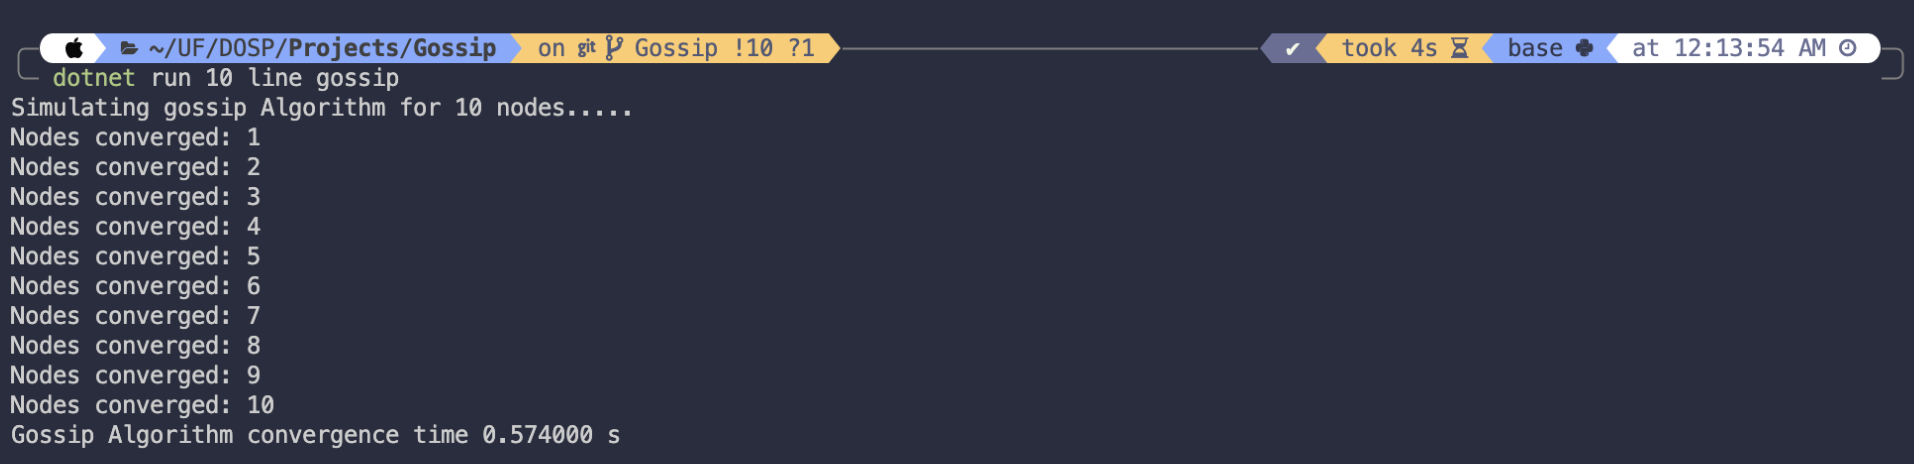 ~/UF/DOSP/Projects/Gossip on git Gossip !10 ?1 ✔ took 4s base at 12:13:54 AM
dotnet run 10 line gossip
Simulating gossip Algorithm for 10 nodes.....
Nodes converged: 1
Nodes converged: 2
Nodes converged: 3
Nodes converged: 4
Nodes converged: 5
Nodes converged: 6
Nodes converged: 7
Nodes converged: 8
Nodes converged: 9
Nodes converged: 10
Gossip Algorithm convergence time 0.574000 s